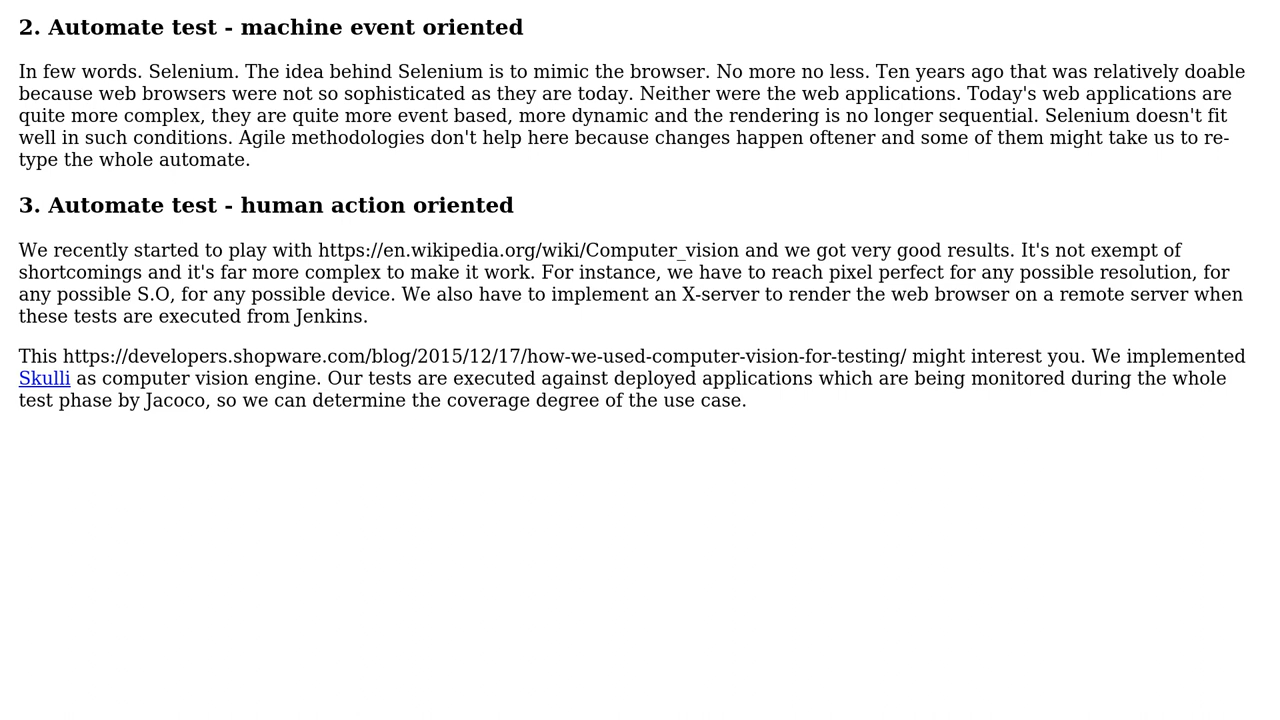 2. Automate test - machine event oriented
In few words. Selenium. The idea behind Selenium is to mimic the browser. No more no less. Ten years ago that was relatively doable
because web browsers were not so sophisticated as they are today. Neither were the web applications. Today's web applications are
quite more complex, they are quite more event based, more dynamic and the rendering is no longer sequential. Selenium doesn't fit
well in such conditions. Agile methodologies don't help here because changes happen oftener and some of them might take us to re-
type the whole automate.
3. Automate test - human action oriented
We recently started to play with https://en.wikipedia.org/wiki/Computer_vision and we got very good results. It's not exempt of
shortcomings and it's far more complex to make it work. For instance, we have to reach pixel perfect for any possible resolution, for
any possible S.O, for any possible device. We also have to implement an X-server to render the web browser on a remote server when
these tests are executed from Jenkins.
This https://developers.shopware.com/blog/2015/12/17/how-we-used-computer-vision-for-testing/ might interest you. We implemented
Skulli as computer vision engine. Our tests are executed against deployed applications which are being monitored during the whole
test phase by Jacoco, so we can determine the coverage degree of the use case.